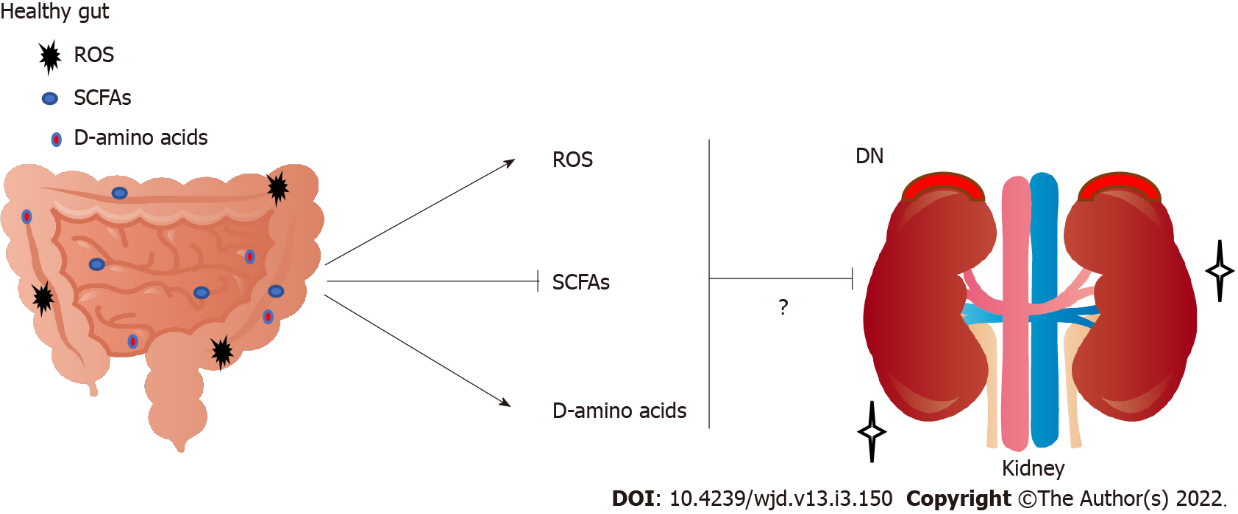 Healthy gut
ROS
SCFAs
D-amino acids
ROS
SCFAs
D-amino acids
?
DN
Kidney
DOI: 10.4239/wjd.v13.i3.150 Copyright ©The Author(s) 2022.